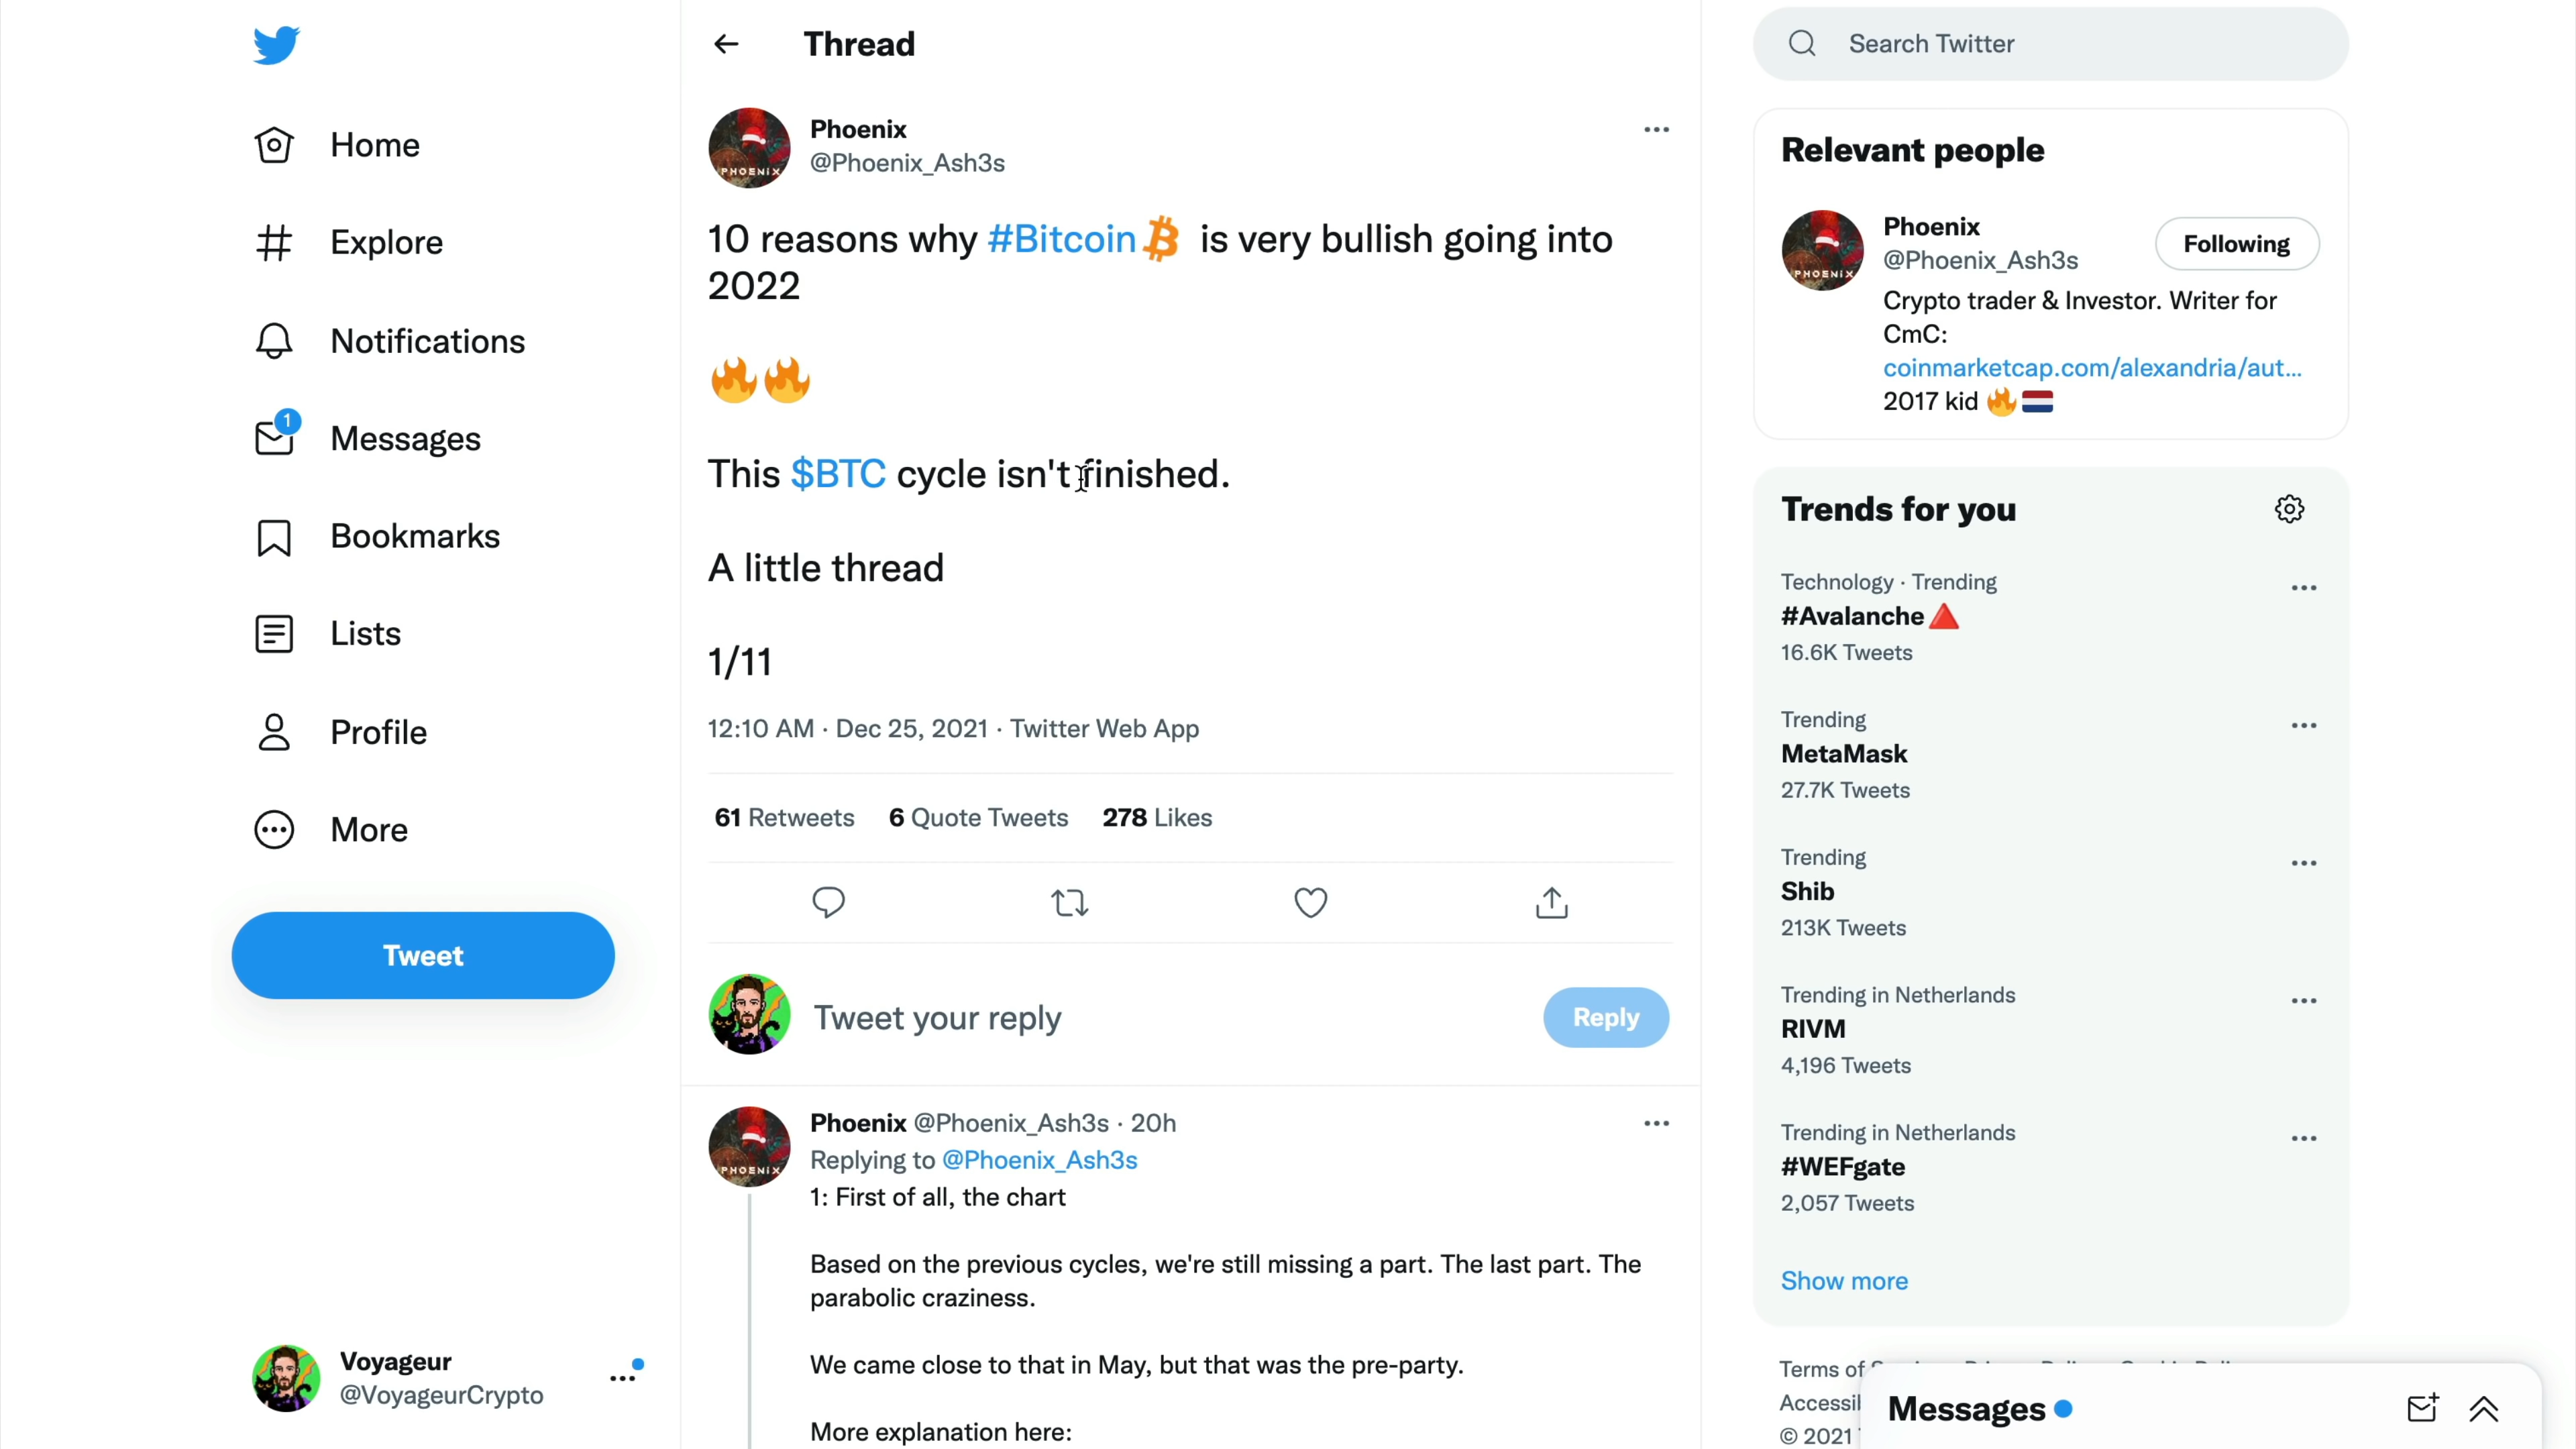 Home
Explore
Notifications
1
Messages
Bookmarks
Lists
Profile
More
Tweet
Voyageur
@VoyageurCrypto
Thread
PHOENIX
Phoenix
@Phoenix_Ash3s
10 reasons why #Bitcoin is very bullish going into
2022
🔥🔥
This $BTC cycle isn't finished.
A little thread
1/11
12:10 AM · Dec 25, 2021 · Twitter Web App
61 Retweets 6 Quote Tweets 278 Likes
Tweet your reply
Reply
PHOENIX
Phoenix @Phoenix_Ash3s · 20h
Replying to @Phoenix_Ash3s
1: First of all, the chart
Based on the previous cycles, we're still missing a part. The last part. The
parabolic craziness.
We came close to that in May, but that was the pre-party.
More explanation here:
Search Twitter
Relevant people
PHOENIX
Phoenix
@Phoenix_Ash3s
Following
Crypto trader & Investor. Writer for
CmC:
coinmarketcap.com/alexandria/aut...
2017 kid 🔥🇳🇱
Trends for you
Technology · Trending
#Avalanche🔺
16.6K Tweets
Trending
MetaMask
27.7K Tweets
Trending
Shib
213K Tweets
Trending in Netherlands
RIVM
4,196 Tweets
Trending in Netherlands
#WEFgate
2,057 Tweets
Show more
Terms of
© 2021
Messages